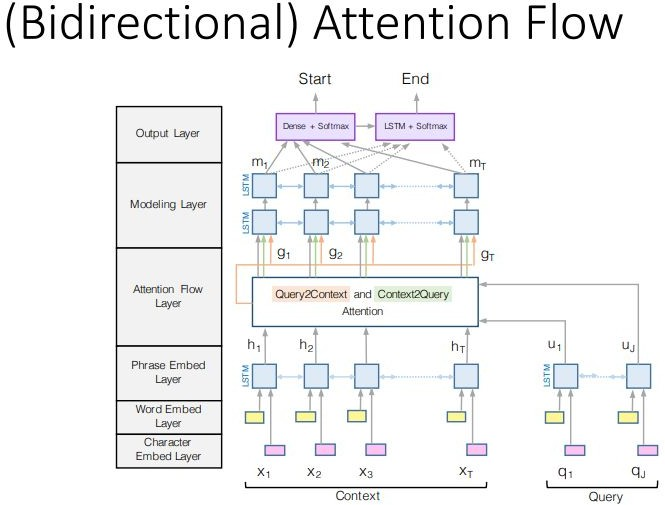 (Bidirectional) Attention Flow
Start End
Output Layer
Dense + Softmax LSTM + Softmax
m1 m2 mT
Modeling Layer
LSTM
LSTM
g1 g2 gT
Attention Flow
Layer
Query2Context and Context2Query
Attention
h1 h2 hT u1 uJ
Phrase Embed
Layer
LSTM LSTM
Word Embed
Layer
Character
Embed Layer
x1 x2 x3 xT q1 qJ
Context Query